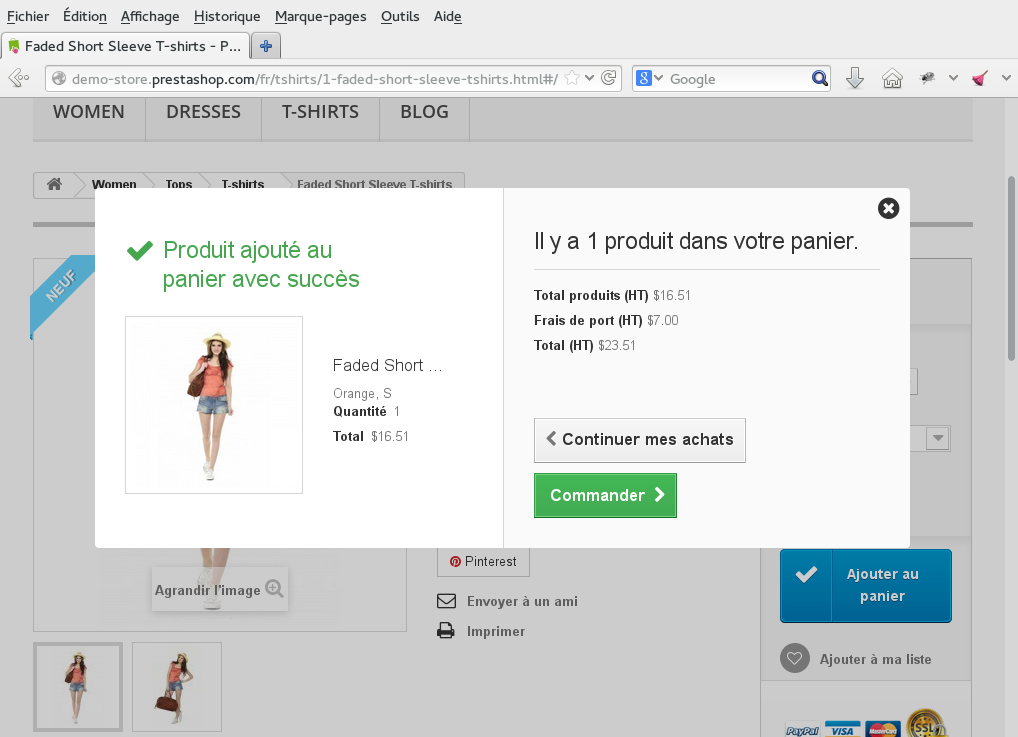 Fichier Édition Affichage Historique Marque-pages Outils Aide
Faded Short Sleeve T-shirts - P...
demo-store.prestashop.com/fr/tshirts/1-faded-short-sleeve-tshirts.html#/
8 Google
WOMEN DRESSES T-SHIRTS BLOG
Women Tops T-shirts Faded Short Sleeve T-shirts
NEUF
Produit ajouté au
panier avec succès
Faded Short ...
Orange, S
Quantité 1
Total $16.51
Il y a 1 produit dans votre panier.
Total produits (HT) $16.51
Frais de port (HT) $7.00
Total (HT) $23.51
Continuer mes achats
Commander
Agrandir l'image
Pinterest
Envoyer à un ami
Imprimer
Ajouter au
panier
Ajouter à ma liste
PayPal VISA MasterCard SSL